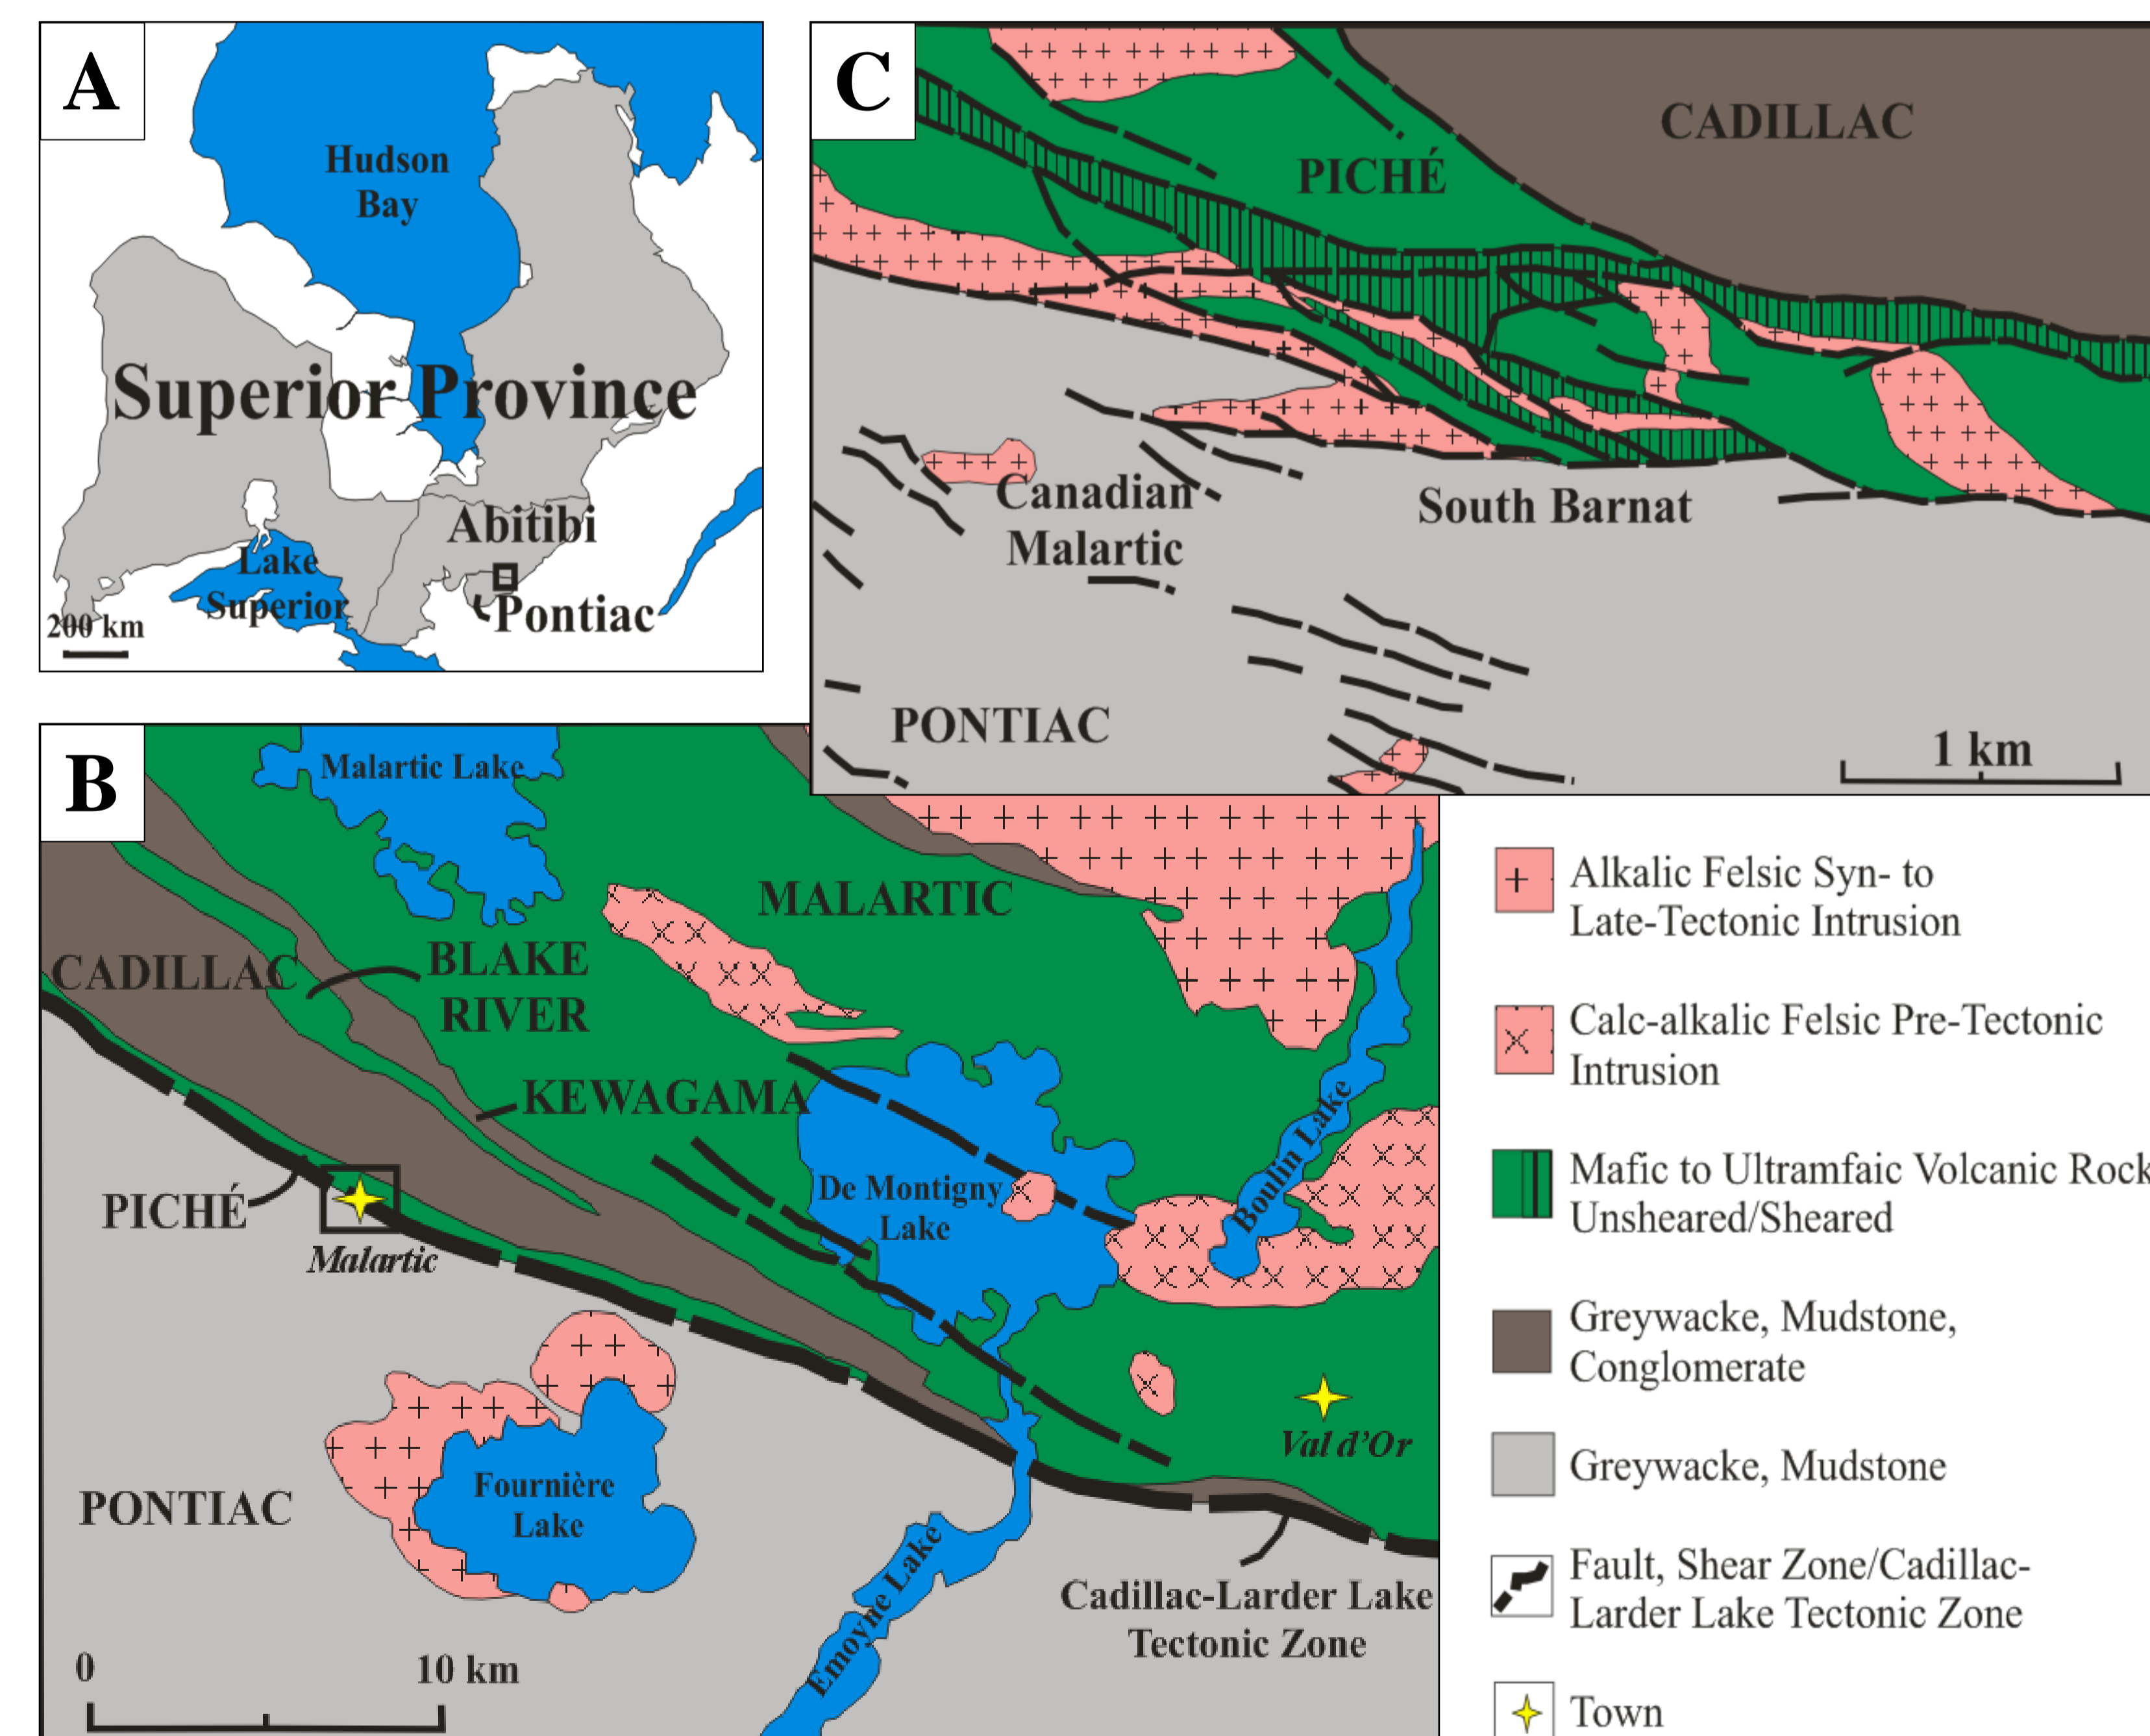 A
Hudson
Bay
Superior Province
Abitibi
Lake
Superior
Pontiac
200 km
C
CADILLAC
PICHÉ
Canadian
Malartic
South Barnat
PONTIAC
1 km
B
Malartic Lake
MALARTIC
CADILLAC
BLAKE
RIVER
KEWAGAMA
De Montigny
Lake
Boulin Lake
PICHÉ
Malartic
Val d'Or
Fournière
Lake
PONTIAC
Emoyne Lake
Cadillac-Larder Lake
Tectonic Zone
0 10 km
Alkalic Felsic Syn- to
Late-Tectonic Intrusion
Calc-alkalic Felsic Pre-Tectonic
Intrusion
Mafic to Ultramfaic Volcanic Rock
Unsheared/Sheared
Greywacke, Mudstone,
Conglomerate
Greywacke, Mudstone
Fault, Shear Zone/Cadillac-
Larder Lake Tectonic Zone
Town